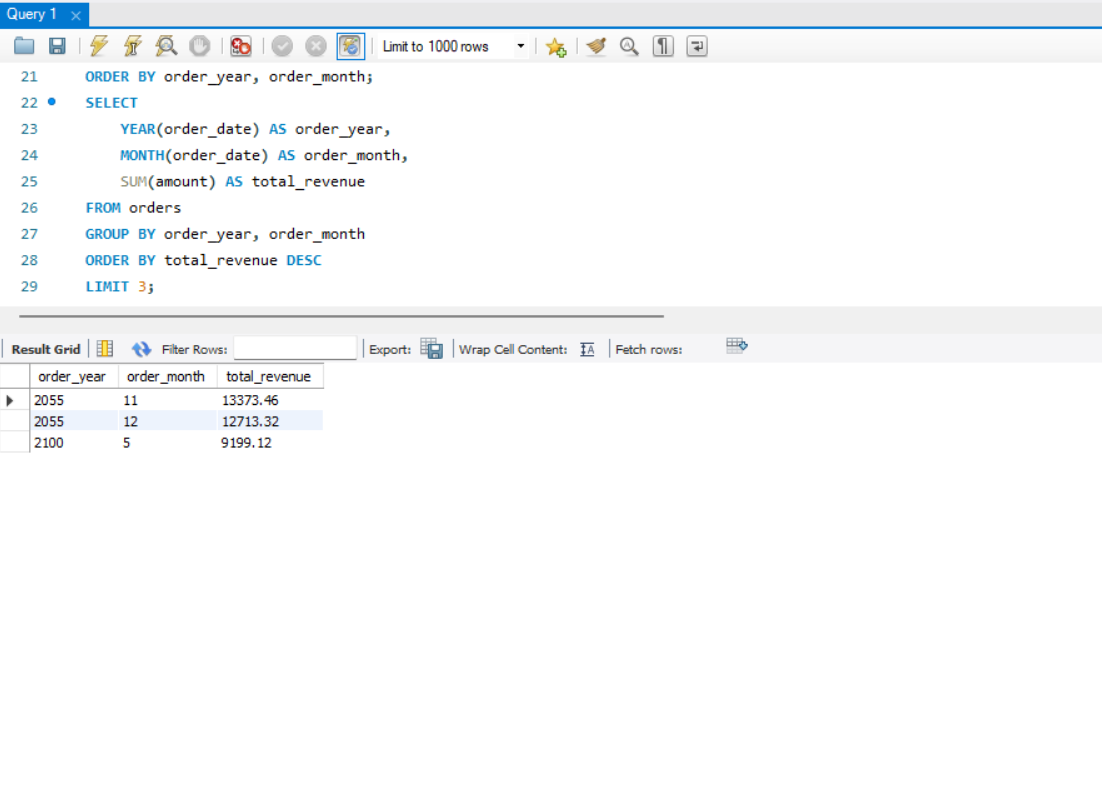 Query 1
Limit to 1000 rows
21 ORDER BY order_year, order_month;
22 SELECT
23 YEAR(order_date) AS order_year,
24 MONTH(order_date) AS order_month,
25 SUM(amount) AS total_revenue
26 FROM orders
27 GROUP BY order_year, order_month
28 ORDER BY total_revenue DESC
29 LIMIT 3;
Result Grid Filter Rows: Export: Wrap Cell Content: Fetch rows:
order_year order_month total_revenue
2055 11 13373.46
2055 12 12713.32
2100 5 9199.12